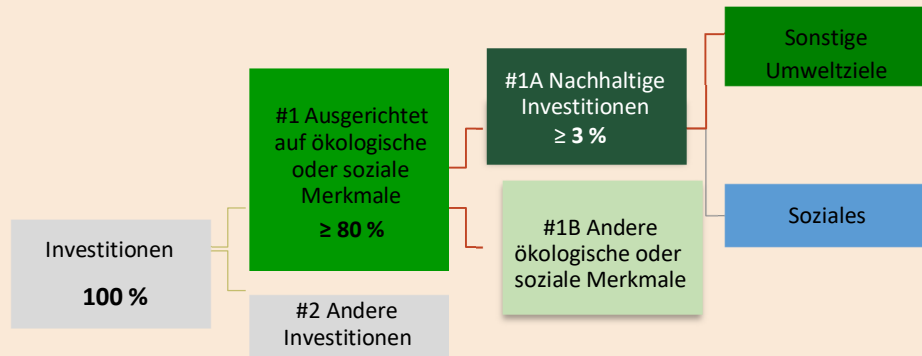 Investitionen
100 %
#1 Ausgerichtet
auf ökologische
oder soziale
Merkmale
≥ 80 %
#2 Andere
Investitionen
#1A Nachhaltige
Investitionen
≥ 3 %
#1B Andere
ökologische oder
soziale Merkmale
Sonstige
Umweltziele
Soziales